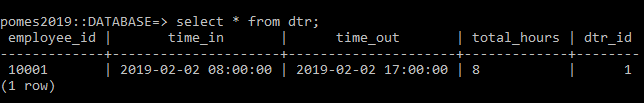 pomes2019::DATABASE=> select * from dtr;
 employee_id |       time_in       |      time_out       | total_hours | dtr_id
-------------+---------------------+---------------------+-------------+--------
 10001       | 2019-02-02 08:00:00 | 2019-02-02 17:00:00 | 8           |      1
(1 row)